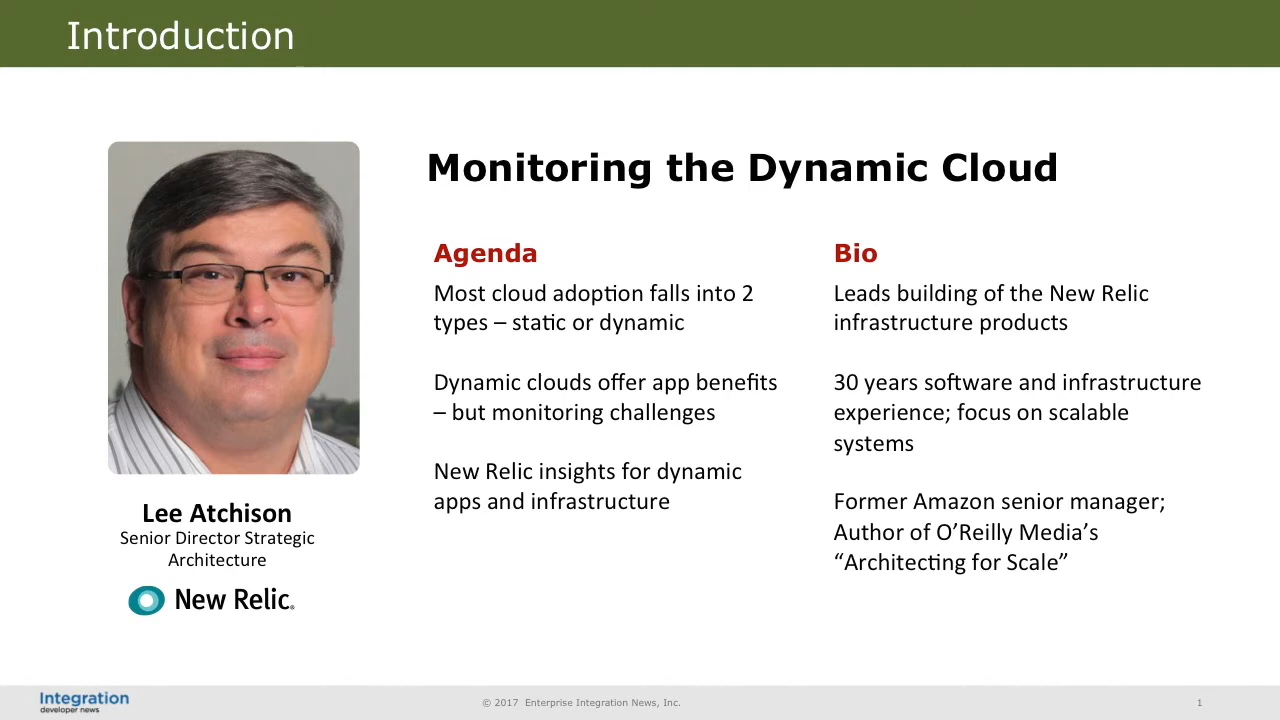 Introduction
Monitoring the Dynamic Cloud
Agenda
Most cloud adoption falls into 2
types – static or dynamic
Dynamic clouds offer app benefits
– but monitoring challenges
New Relic insights for dynamic
apps and infrastructure
Bio
Leads building of the New Relic
infrastructure products
30 years software and infrastructure
experience; focus on scalable
systems
Former Amazon senior manager;
Author of O’Reilly Media’s
“Architecting for Scale”
Lee Atchison
Senior Director Strategic
Architecture
New Relic®
Integration
developer news
© 2017 Enterprise Integration News, Inc.
1